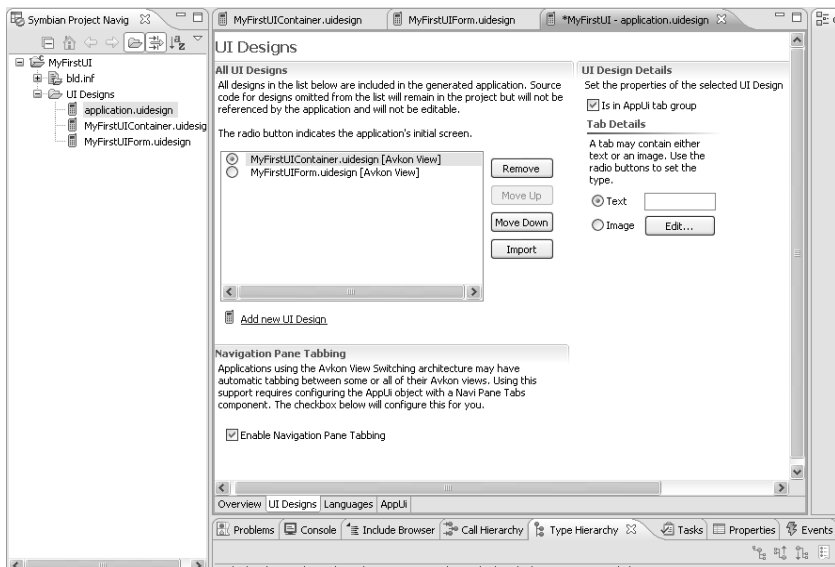 Symbian Project Navig
MyFirstUI
bld.inf
UI Designs
application.uidesign
MyFirstUIContainer.uidesig
MyFirstUIForm.uidesign
MyFirstUIContainer.uidesign
MyFirstUIForm.uidesign
*MyFirstUI - application.uidesign
UI Designs
All UI Designs
All designs in the list below are included in the generated application. Source
code for designs omitted from the list will remain in the project but will not be
referenced by the application and will not be editable.
The radio button indicates the application's initial screen.
MyFirstUIContainer.uidesign [Avkon View]
MyFirstUIForm.uidesign [Avkon View]
Remove
Move Up
Move Down
Import
Add new UI Design
Navigation Pane Tabbing
Applications using the Avkon View Switching architecture may have
automatic tabbing between some or all of their Avkon views. Using this
support requires configuring the AppUi object with a Navi Pane Tabs
component. The checkbox below will configure this for you.
Enable Navigation Pane Tabbing
UI Design Details
Set the properties of the selected UI Design
Is in AppUi tab group
Tab Details
A tab may contain either
text or an image. Use the
radio buttons to set the
type.
Text
Image
Edit...
Overview UI Designs Languages AppUi
Problems Console Include Browser Call Hierarchy Type Hierarchy Tasks Properties Events